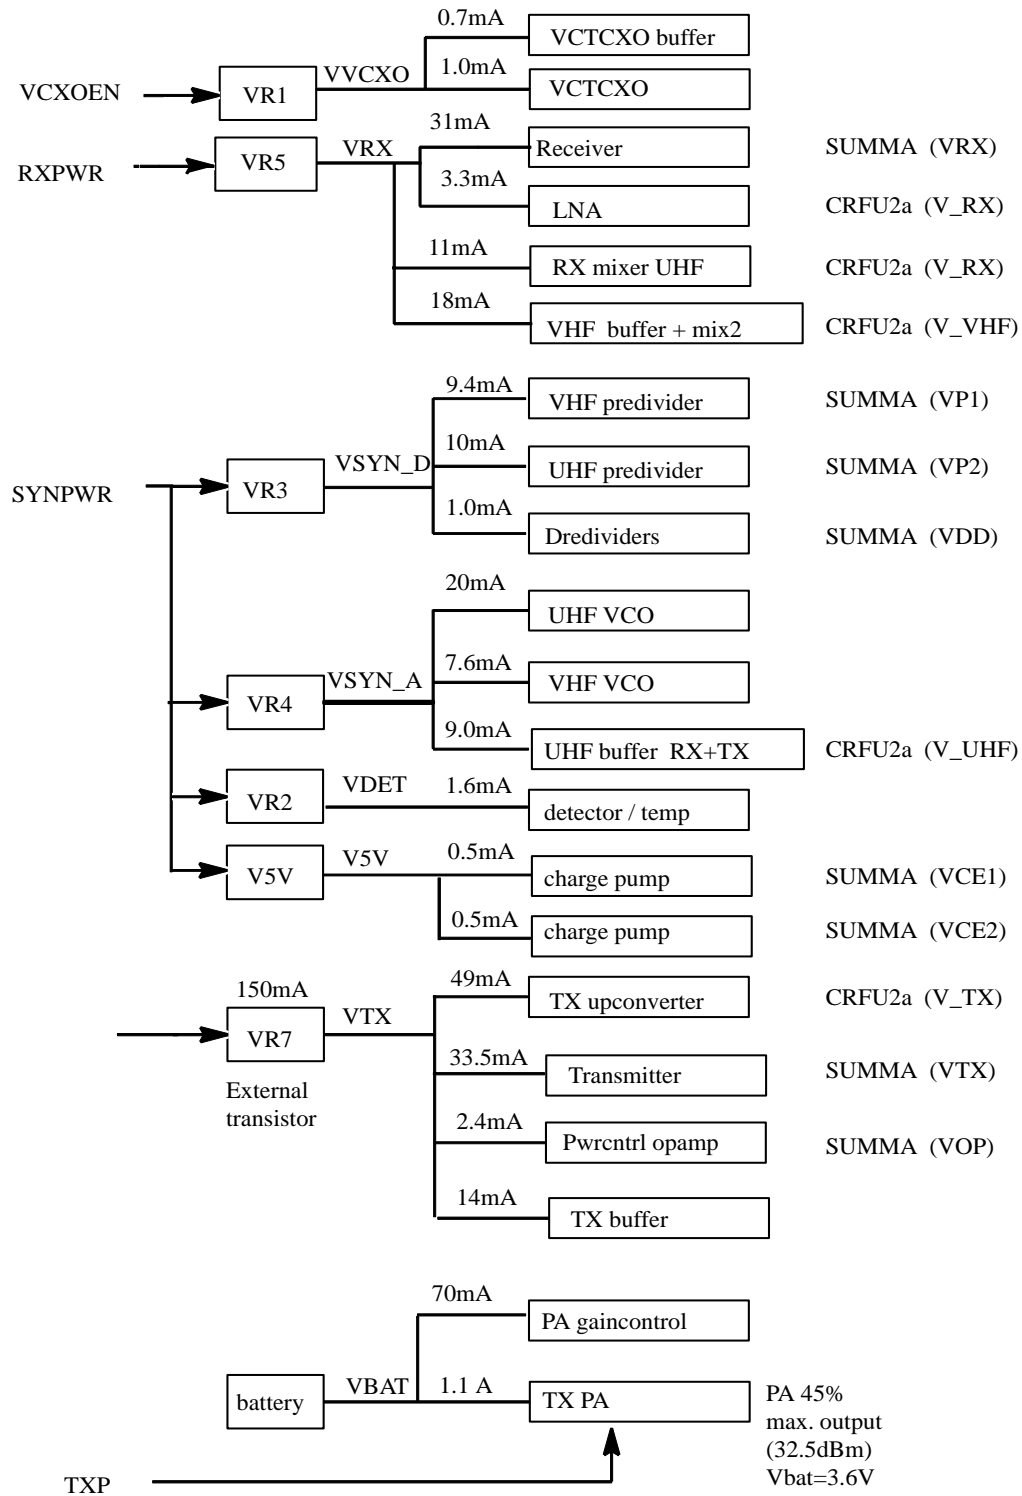 0.7mA
VCTCXO buffer
VCXOEN
VR1
VVCXO
1.0mA
VCTCXO
RXPWR
VR5
VRX
31mA
Receiver
SUMMA (VRX)
3.3mA
LNA
CRFU2a (V_RX)
11mA
RX mixer UHF
CRFU2a (V_RX)
18mA
VHF buffer + mix2
CRFU2a (V_VHF)
9.4mA
VHF predivider
SUMMA (VP1)
SYNPWR
VR3
VSYN_D
10mA
UHF predivider
SUMMA (VP2)
1.0mA
Dredividers
SUMMA (VDD)
20mA
UHF VCO
VR4
VSYN_A
7.6mA
VHF VCO
9.0mA
UHF buffer RX+TX
CRFU2a (V_UHF)
VR2
VDET
1.6mA
detector / temp
V5V
V5V
0.5mA
charge pump
SUMMA (VCE1)
0.5mA
charge pump
SUMMA (VCE2)
150mA
VR7
VTX
49mA
TX upconverter
CRFU2a (V_TX)
External
transistor
33.5mA
Transmitter
SUMMA (VTX)
2.4mA
Pwrcntrl opamp
SUMMA (VOP)
14mA
TX buffer
70mA
PA gaincontrol
battery
VBAT
1.1 A
TX PA
PA 45%
max. output
(32.5dBm)
Vbat=3.6V
TXP